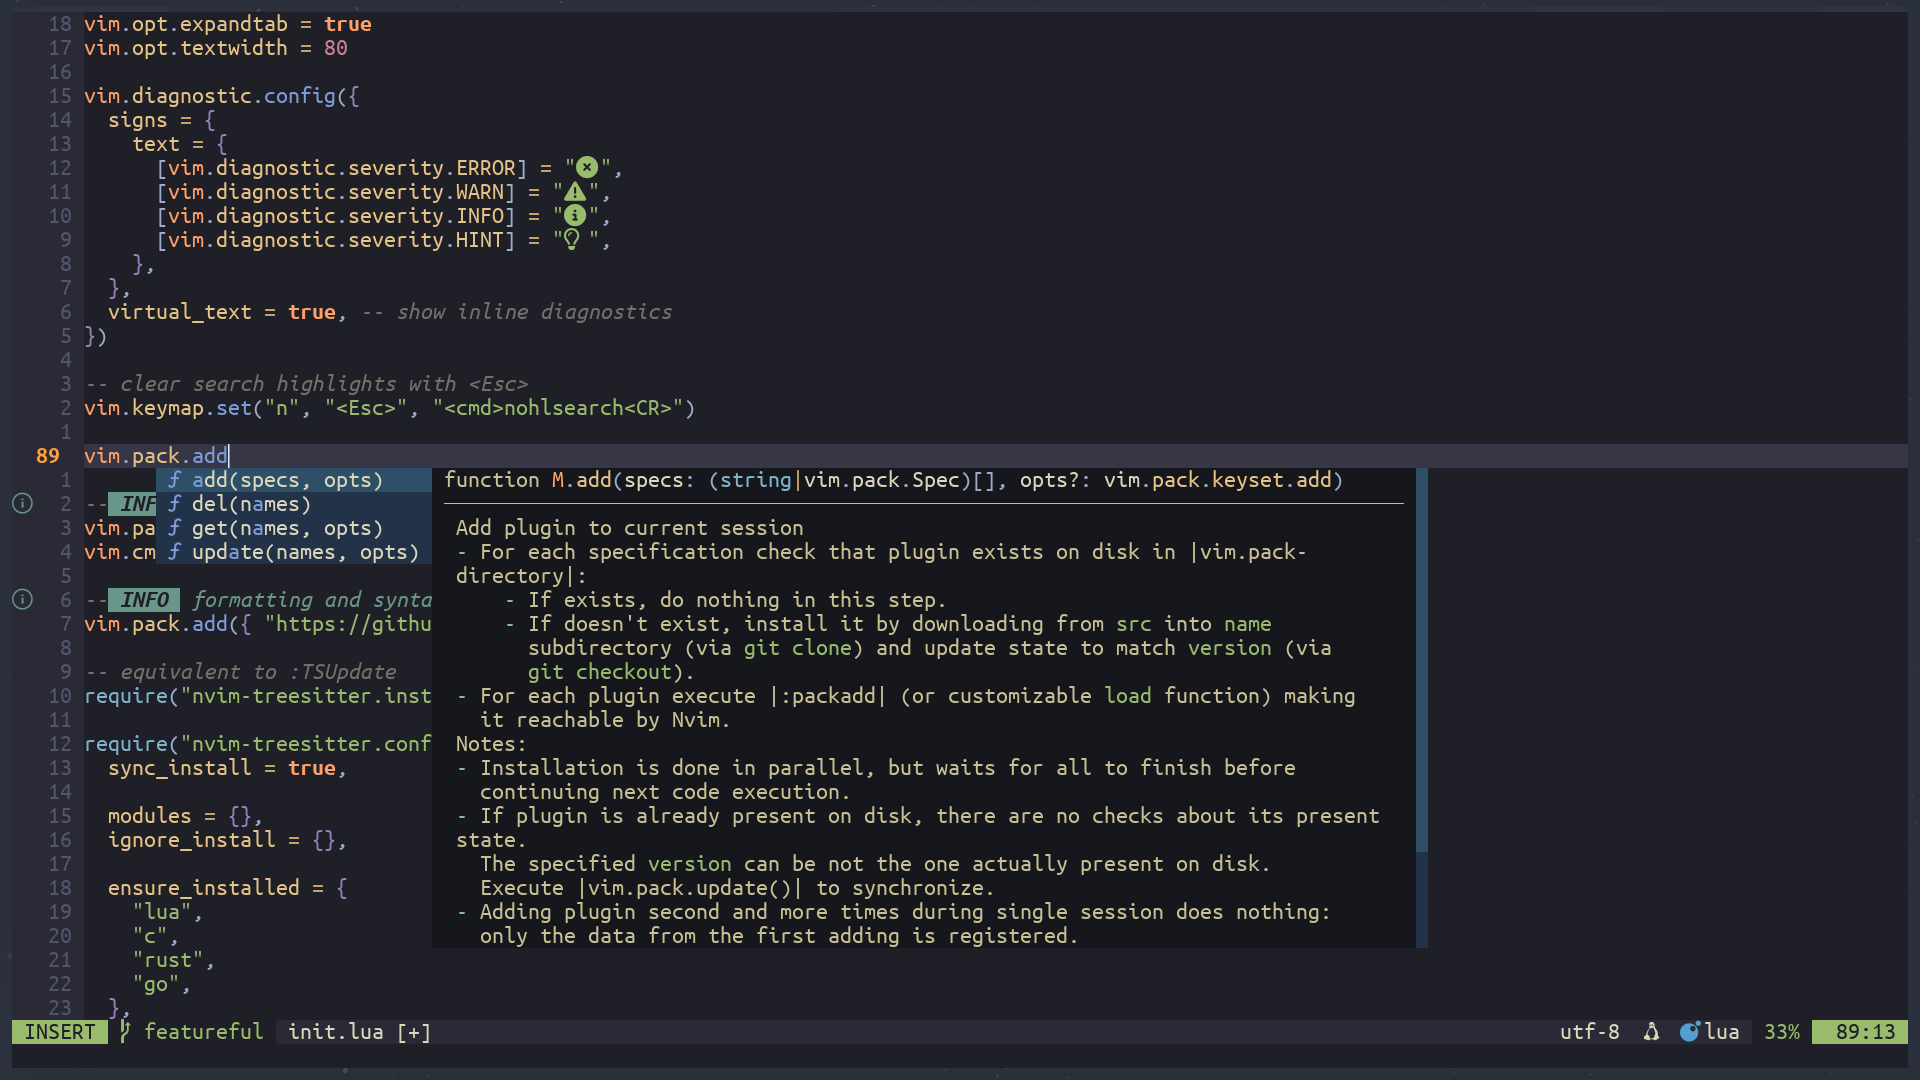 18 vim.opt.expandtab = true
17 vim.opt.textwidth = 80
16
15 vim.diagnostic.config({
14   signs = {
13     text = {
12       [vim.diagnostic.severity.ERROR] = "",
11       [vim.diagnostic.severity.WARN] = "",
10       [vim.diagnostic.severity.INFO] = "",
9       [vim.diagnostic.severity.HINT] = "",
8     },
7   },
6   virtual_text = true, -- show inline diagnostics
5 })
4
3 -- clear search highlights with <Esc>
2 vim.keymap.set("n", "<Esc>", "<cmd>nohlsearch<CR>")
1
89 vim.pack.add
1 ƒ add(specs, opts) function M.add(specs: (string|vim.pack.Spec)[], opts?: vim.pack.keyset.add)
2 -- INF ƒ del(names)
3 vim.pa ƒ get(names, opts) Add plugin to current session
4 vim.cm ƒ update(names, opts) - For each specification check that plugin exists on disk in |vim.pack-
5 directory|:
6 -- INFO formatting and synta - If exists, do nothing in this step.
7 vim.pack.add({ "https://githu - If doesn't exist, install it by downloading from src into name
8 subdirectory (via git clone) and update state to match version (via
9 -- equivalent to :TSUpdate git checkout).
10 require("nvim-treesitter.inst - For each plugin execute |:packadd| (or customizable load function) making
11 it reachable by Nvim.
12 require("nvim-treesitter.conf Notes:
13   sync_install = true, - Installation is done in parallel, but waits for all to finish before
14 continuing next code execution.
15   modules = {}, - If plugin is already present on disk, there are no checks about its present
16   ignore_install = {}, state.
17 The specified version can be not the one actually present on disk.
18   ensure_installed = { Execute |vim.pack.update()| to synchronize.
19     "lua", - Adding plugin second and more times during single session does nothing:
20     "c", only the data from the first adding is registered.
21     "rust",
22     "go",
23   },
INSERT featureful init.lua [+] utf-8 lua 33% 89:13